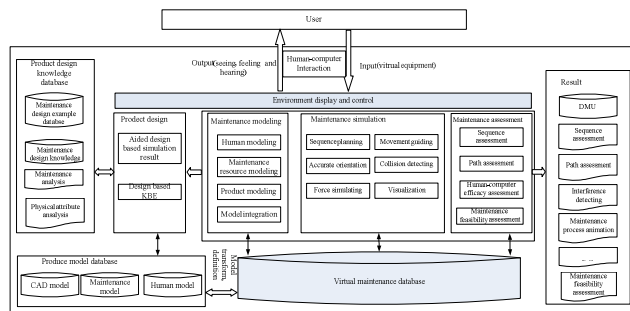 User
Output(seeing, feeling and
hearing)
Human-computer
Interaction
Input(vitrual equipment)
Environment display and control
Product design
knowledge
database
Maintenance
design example
databse
Maintenance
design knowledge
Maintenance
analysis
Physical attribute
analysis
Product design
Aided design
based simulation
result
Design based
KBE
Maintenance modeling
Human modeling
Maintenance
resource modeling
Product modeling
Model integration
Maintenance simulation
Sequence planning
Movement guiding
Accurate orientation
Collision detecting
Force simulating
Visualization
Maintenance assessment
Sequence
assessment
Path assessment
Human-computer
efficacy assessment
Maintenance
feasibility assessment
Result
DMU
Sequence
assessment
Path assessment
Interference
detecting
Maintenance
process animation
... ...
Maintenance
feasibility
assessment
Produce model database
CAD model
Maintenance
model
Human model
Model
transform,
definition
Virtual maintenance database